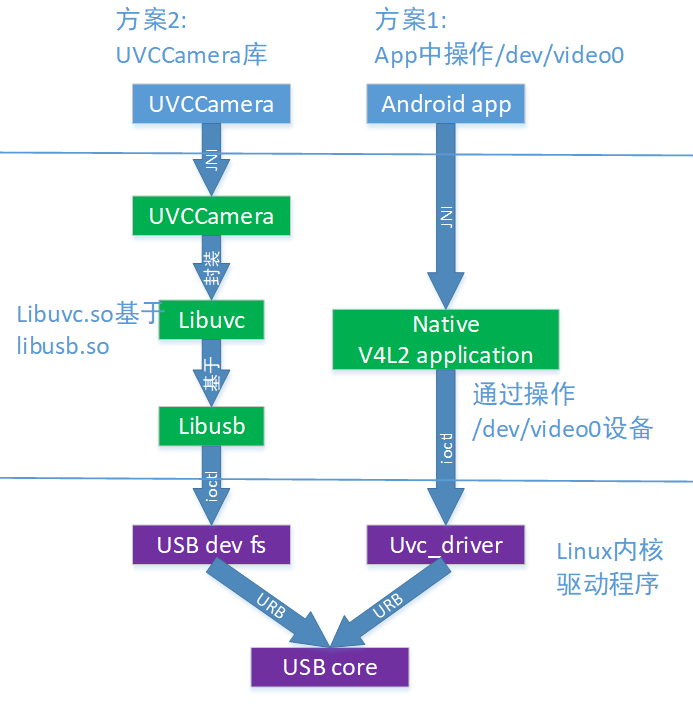 方案2:
UVCCamera库
方案1:
App中操作/dev/video0
UVCCamera
Android app
JNI
JNI
UVCCamera
封装
Libuvc.so基于
libusb.so
Libuvc
Native
V4L2 application
基于
通过操作
/dev/video0设备
Libusb
ioctl
ioctl
USB dev fs
Uvc_driver
Linux内核
驱动程序
URB
URB
USB core